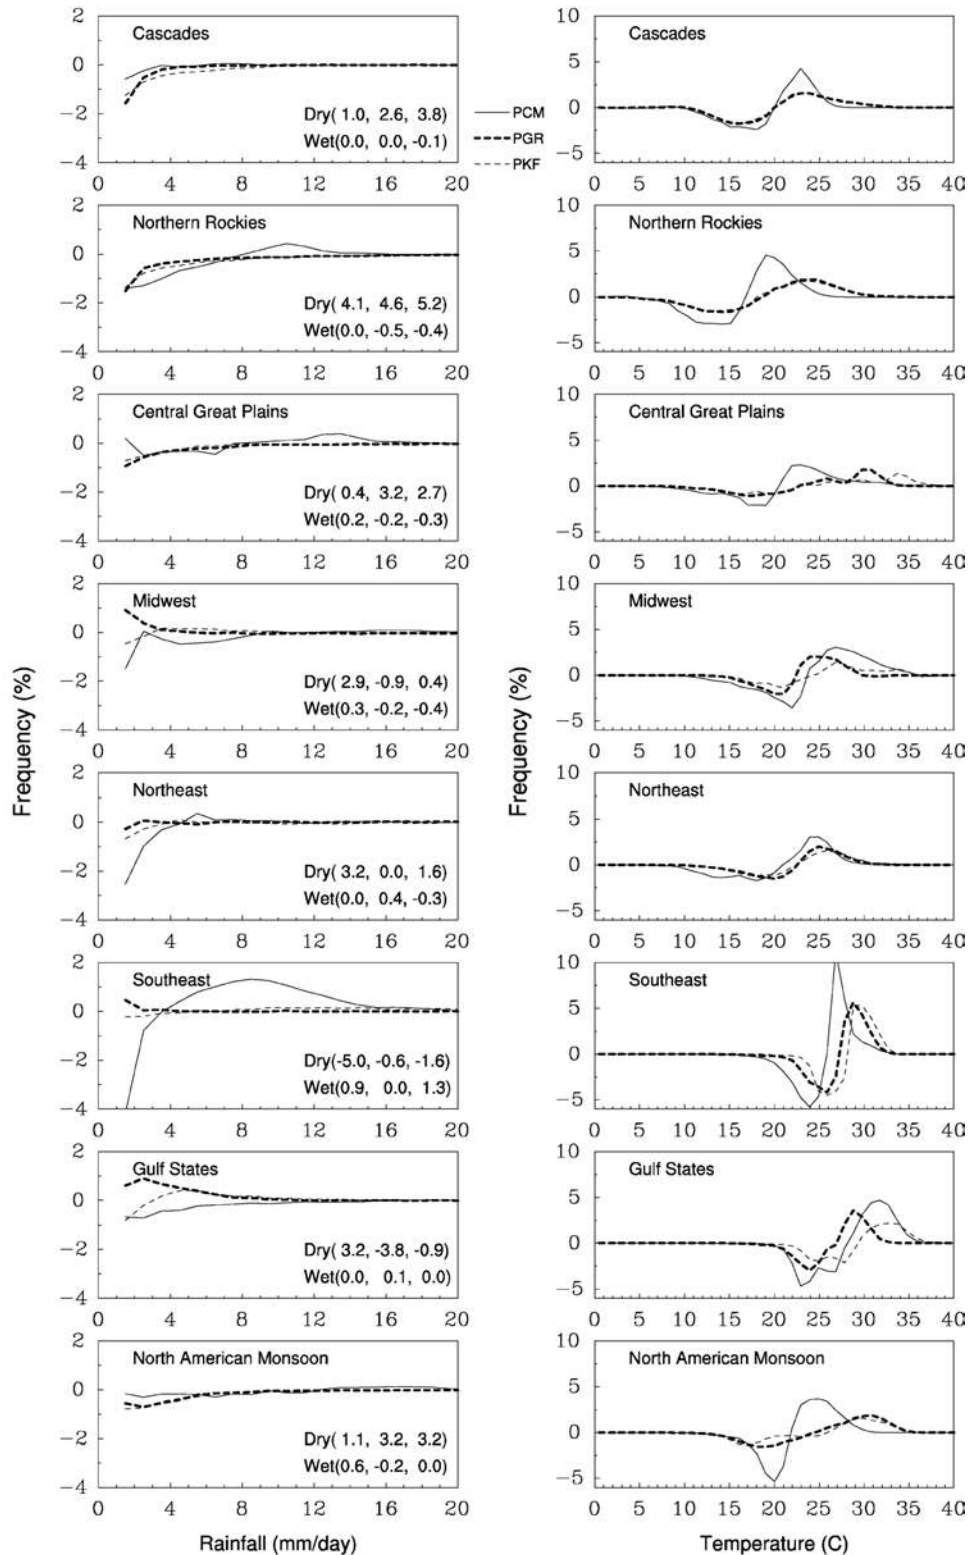 2
0
−2
−4
Cascades
Dry( 1.0, 2.6, 3.8)
Wet(0.0, 0.0, -0.1)
0 4 8 12 16 20
10
5
0
−5
Cascades
PCM
PGR
PKF
0 5 10 15 20 25 30 35 40
2
0
−2
−4
Northern Rockies
Dry( 4.1, 4.6, 5.2)
Wet(0.0, -0.5, -0.4)
0 4 8 12 16 20
10
5
0
−5
Northern Rockies
0 5 10 15 20 25 30 35 40
2
0
−2
−4
Central Great Plains
Dry( 0.4, 3.2, 2.7)
Wet(0.2, -0.2, -0.3)
0 4 8 12 16 20
10
5
0
−5
Central Great Plains
0 5 10 15 20 25 30 35 40
2
0
−2
−4
Midwest
Dry( 2.9, -0.9, 0.4)
Wet(0.3, -0.2, -0.4)
0 4 8 12 16 20
Frequency (%)
10
5
0
−5
Midwest
0 5 10 15 20 25 30 35 40
Frequency (%)
2
0
−2
−4
Northeast
Dry( 3.2, 0.0, 1.6)
Wet(0.0, 0.4, -0.3)
0 4 8 12 16 20
10
5
0
−5
Northeast
0 5 10 15 20 25 30 35 40
2
0
−2
−4
Southeast
Dry(-5.0, -0.6, -1.6)
Wet(0.9, 0.0, 1.3)
0 4 8 12 16 20
10
5
0
−5
Southeast
0 5 10 15 20 25 30 35 40
2
0
−2
−4
Gulf States
Dry( 3.2, -3.8, -0.9)
Wet(0.0, 0.1, 0.0)
0 4 8 12 16 20
10
5
0
−5
Gulf States
0 5 10 15 20 25 30 35 40
2
0
−2
−4
North American Monsoon
Dry( 1.1, 3.2, 3.2)
Wet(0.6, -0.2, 0.0)
0 4 8 12 16 20
Rainfall (mm/day)
10
5
0
−5
North American Monsoon
0 5 10 15 20 25 30 35 40
Temperature (C)